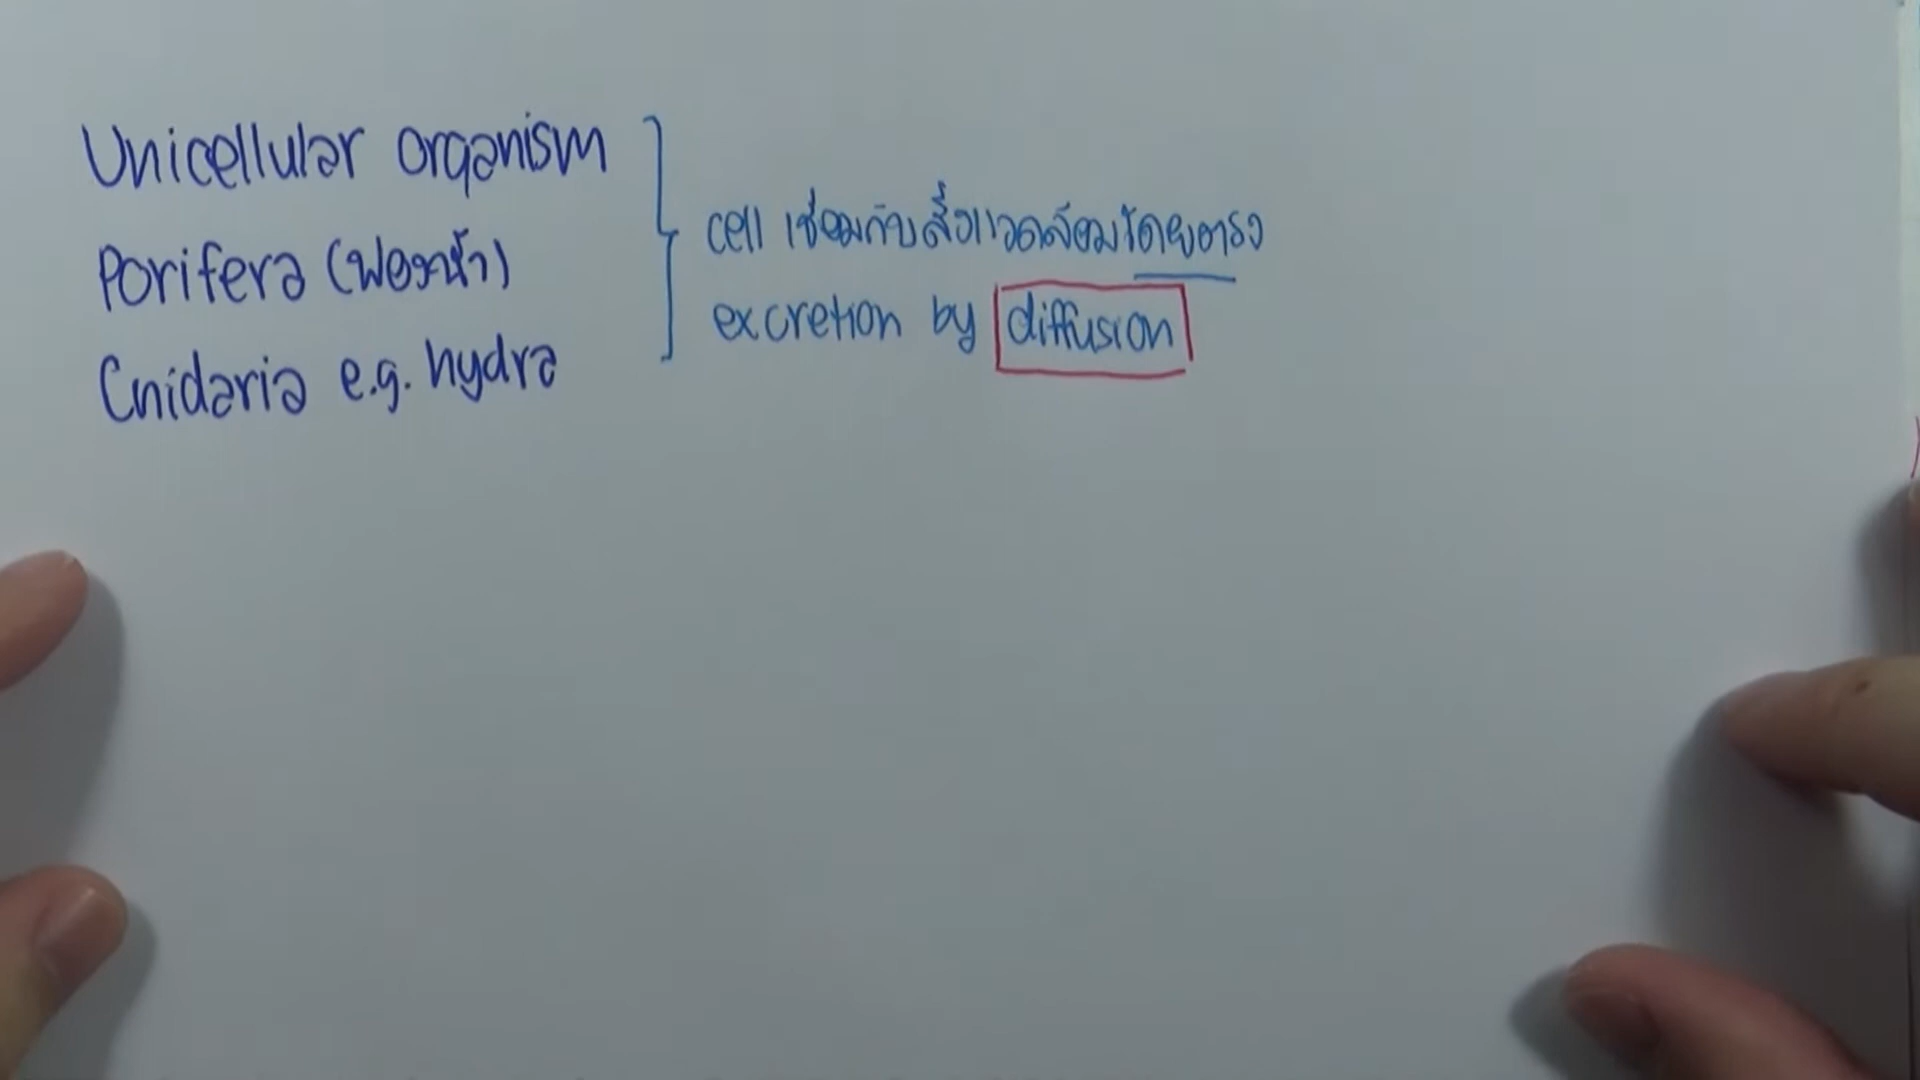 Unicellular organism
Porifera (ฟองน้ำ)
Cnidaria e.g. hydra
cell เชื่อมกับสิ่งแวดล้อมโดยตรง
excretion by diffusion